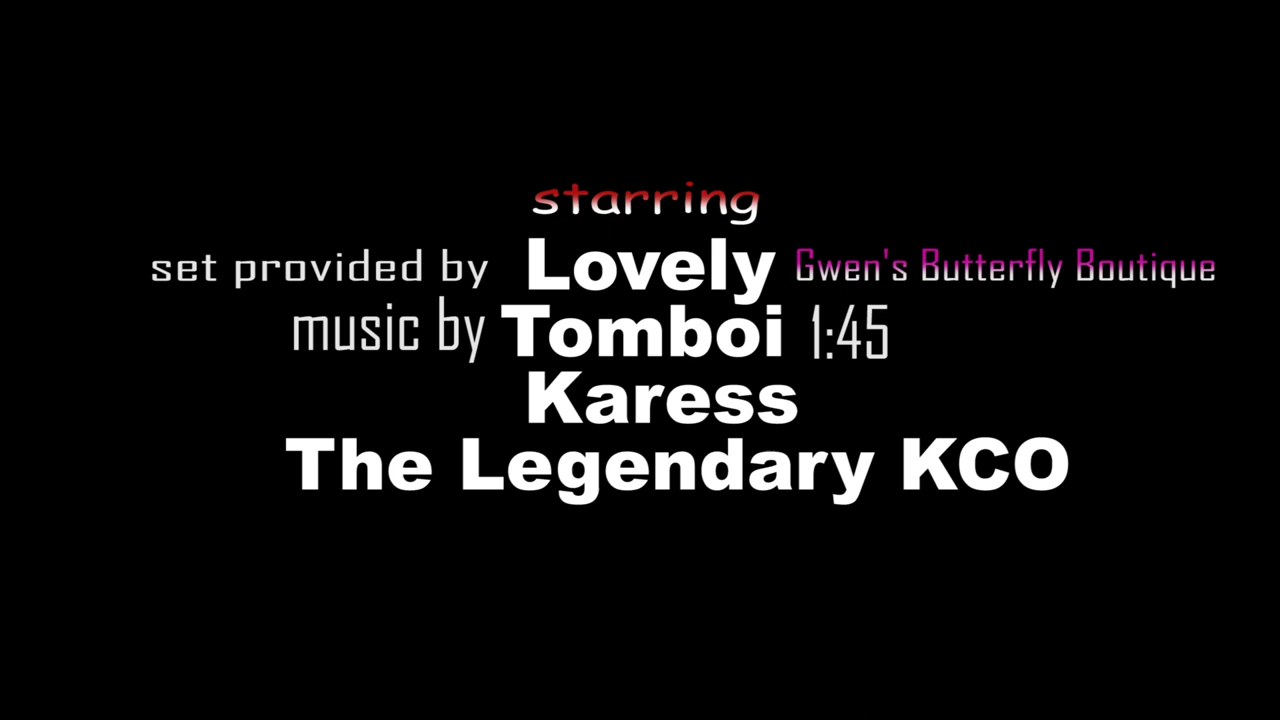 starring
set provided by Lovely Gwen's Butterfly Boutique
music by Tomboi 1:45
Karess
The Legendary KCO